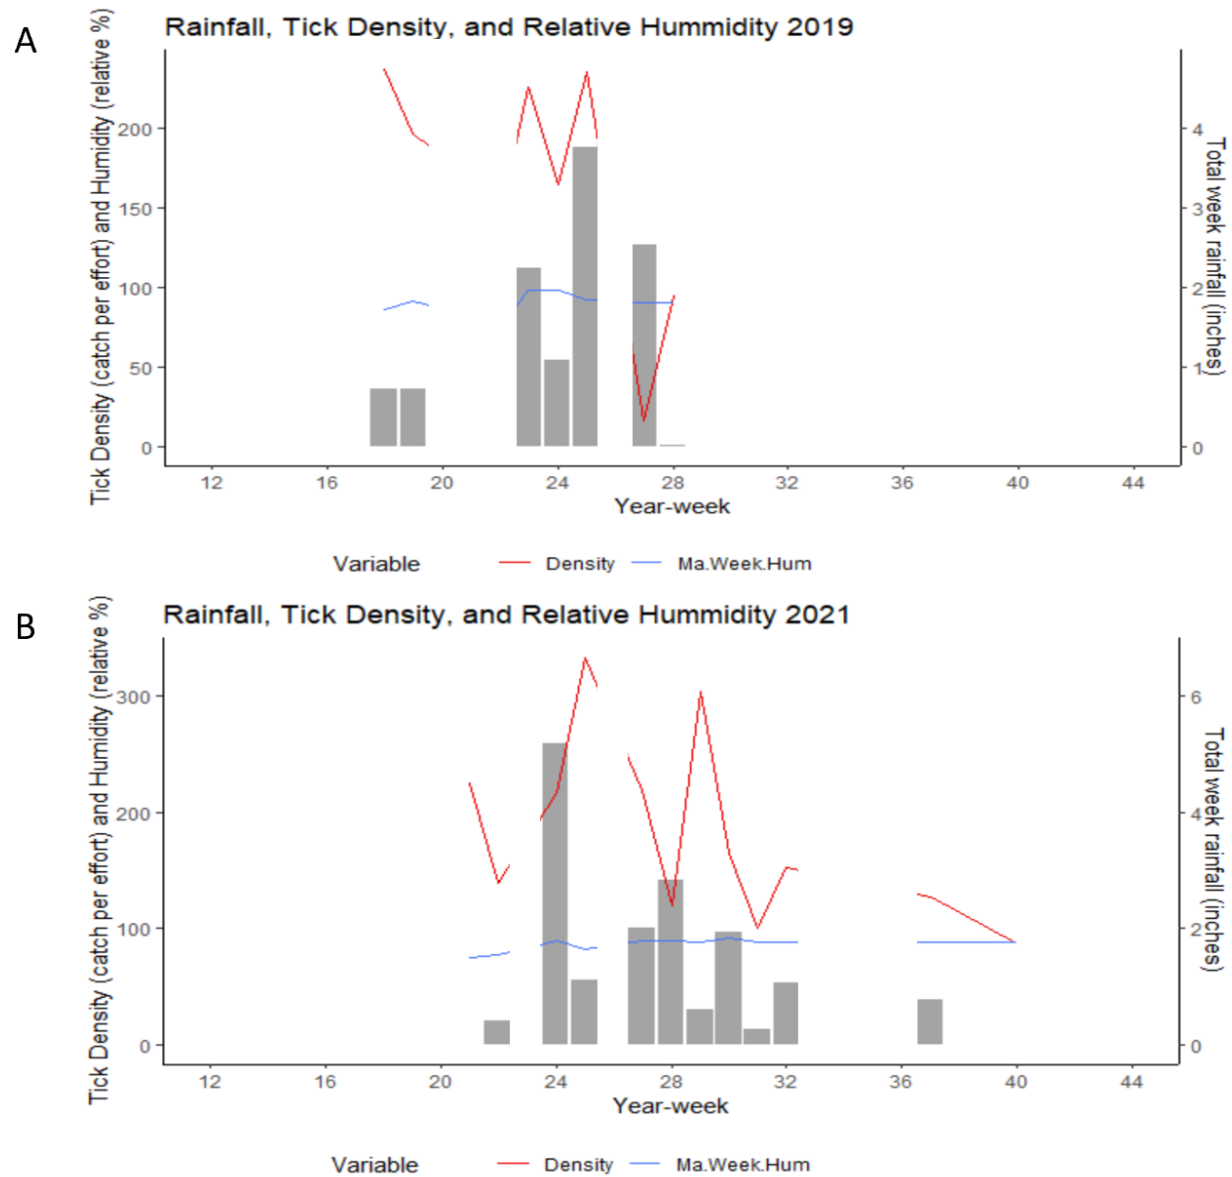 A
Rainfall, Tick Density, and Relative Hummidity 2019
Tick Density (catch per effort) and Humidity (relative %)
200
150
100
50
0
4
3
2
1
0
Total week rainfall (inches)
12 16 20 24 28 32 36 40 44
Year-week
Variable Density Ma.Week.Hum
B
Rainfall, Tick Density, and Relative Hummidity 2021
Tick Density (catch per effort) and Humidity (relative %)
300
200
100
0
6
4
2
0
Total week rainfall (inches)
12 16 20 24 28 32 36 40 44
Year-week
Variable Density Ma.Week.Hum